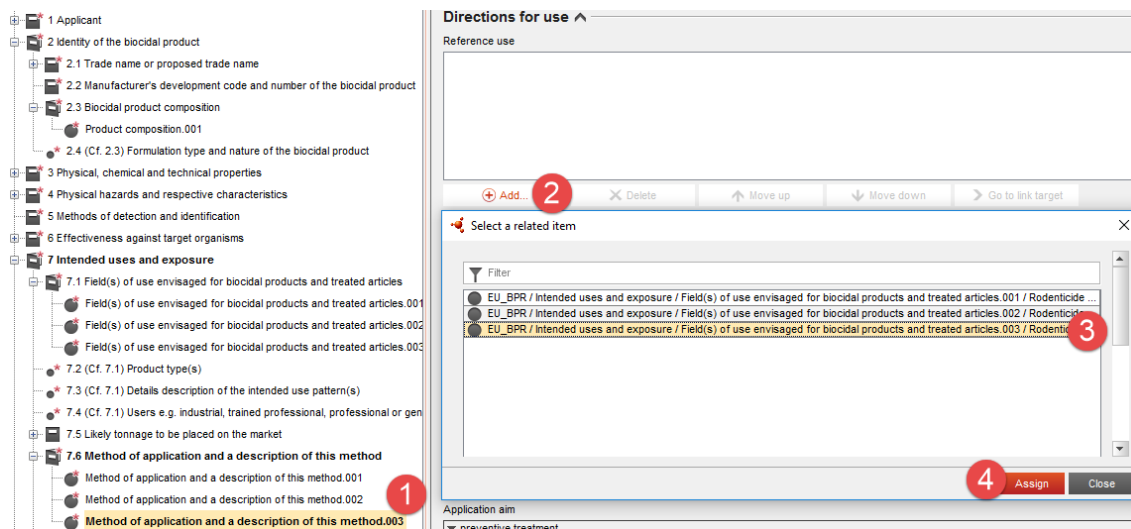 1 Applicant
2 Identity of the biocidal product
2.1 Trade name or proposed trade name
2.2 Manufacturer's development code and number of the biocidal product
2.3 Biocidal product composition
Product composition.001
2.4 (Cf. 2.3) Formulation type and nature of the biocidal product
3 Physical, chemical and technical properties
4 Physical hazards and respective characteristics
5 Methods of detection and identification
6 Effectiveness against target organisms
7 Intended uses and exposure
7.1 Field(s) of use envisaged for biocidal products and treated articles
Field(s) of use envisaged for biocidal products and treated articles.001
Field(s) of use envisaged for biocidal products and treated articles.002
Field(s) of use envisaged for biocidal products and treated articles.003
7.2 (Cf. 7.1) Product type(s)
7.3 (Cf. 7.1) Details description of the intended use pattern(s)
7.4 (Cf. 7.1) Users e.g. industrial, trained professional, professional or gen
7.5 Likely tonnage to be placed on the market
7.6 Method of application and a description of this method
Method of application and a description of this method.001
Method of application and a description of this method.002
1
Method of application and a description of this method.003
Directions for use
Reference use
Add... 2 Delete Move up Move down Go to link target
Select a related item
Filter
EU_BPR / Intended uses and exposure / Field(s) of use envisaged for biocidal products and treated articles.001 / Rodenticide ...
EU_BPR / Intended uses and exposure / Field(s) of use envisaged for biocidal products and treated articles.002 /
EU_BPR / Intended uses and exposure / Field(s) of use envisaged for biocidal products and treated articles.003 /
3
4 Assign Close
Application aim
preventive treatment